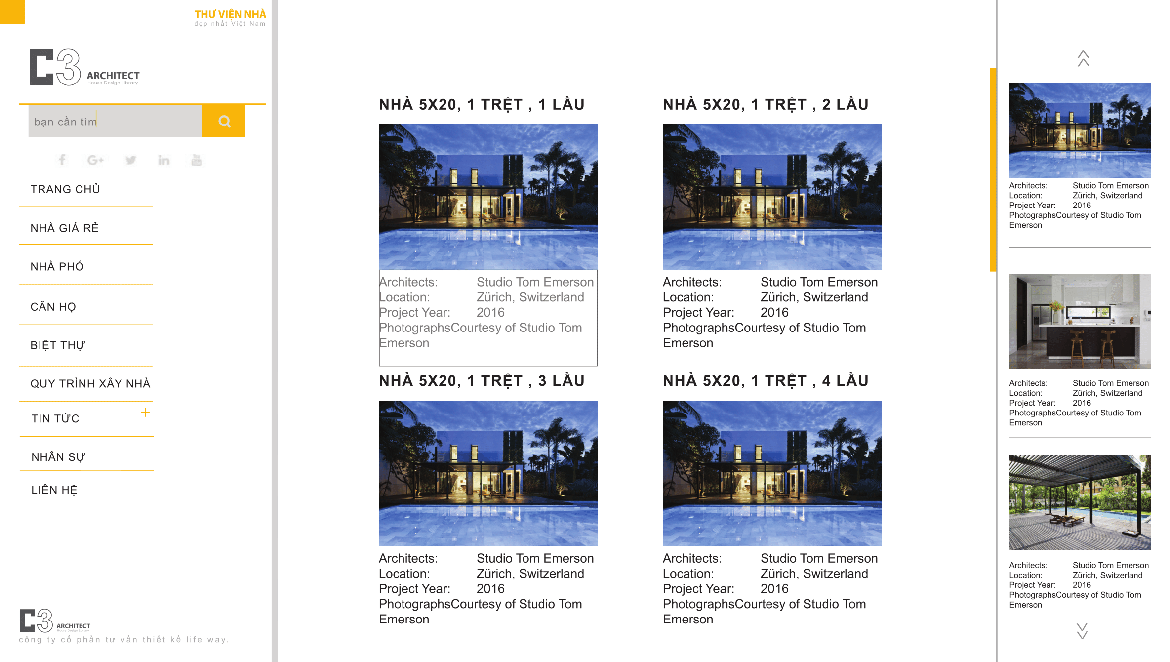 THƯ VIỆN NHÀ
đẹp nhất Việt Nam
C3 ARCHITECT
bạn cần tìm
TRANG CHỦ
NHÀ GIÁ RẺ
NHÀ PHÓ
CĂN HỌ
BIỆT THỰ
QUY TRÌNH XÂY NHÀ
TIN TỨC +
NHÂN SỰ
LIÊN HỆ
C3 ARCHITECT
công ty cổ phần tư vấn thiết kế life way.
NHÀ 5X20, 1 TRỆT , 1 LẦU
Architects: Studio Tom Emerson
Location: Zürich, Switzerland
Project Year: 2016
PhotographsCourtesy of Studio Tom
Emerson
NHÀ 5X20, 1 TRỆT , 2 LẦU
Architects: Studio Tom Emerson
Location: Zürich, Switzerland
Project Year: 2016
PhotographsCourtesy of Studio Tom
Emerson
NHÀ 5X20, 1 TRỆT , 3 LẦU
Architects: Studio Tom Emerson
Location: Zürich, Switzerland
Project Year: 2016
PhotographsCourtesy of Studio Tom
Emerson
NHÀ 5X20, 1 TRỆT , 4 LẦU
Architects: Studio Tom Emerson
Location: Zürich, Switzerland
Project Year: 2016
PhotographsCourtesy of Studio Tom
Emerson
Architects: Studio Tom Emerson
Location: Zürich, Switzerland
Project Year: 2016
PhotographsCourtesy of Studio Tom
Emerson
Architects: Studio Tom Emerson
Location: Zürich, Switzerland
Project Year: 2016
PhotographsCourtesy of Studio Tom
Emerson
Architects: Studio Tom Emerson
Location: Zürich, Switzerland
Project Year: 2016
PhotographsCourtesy of Studio Tom
Emerson